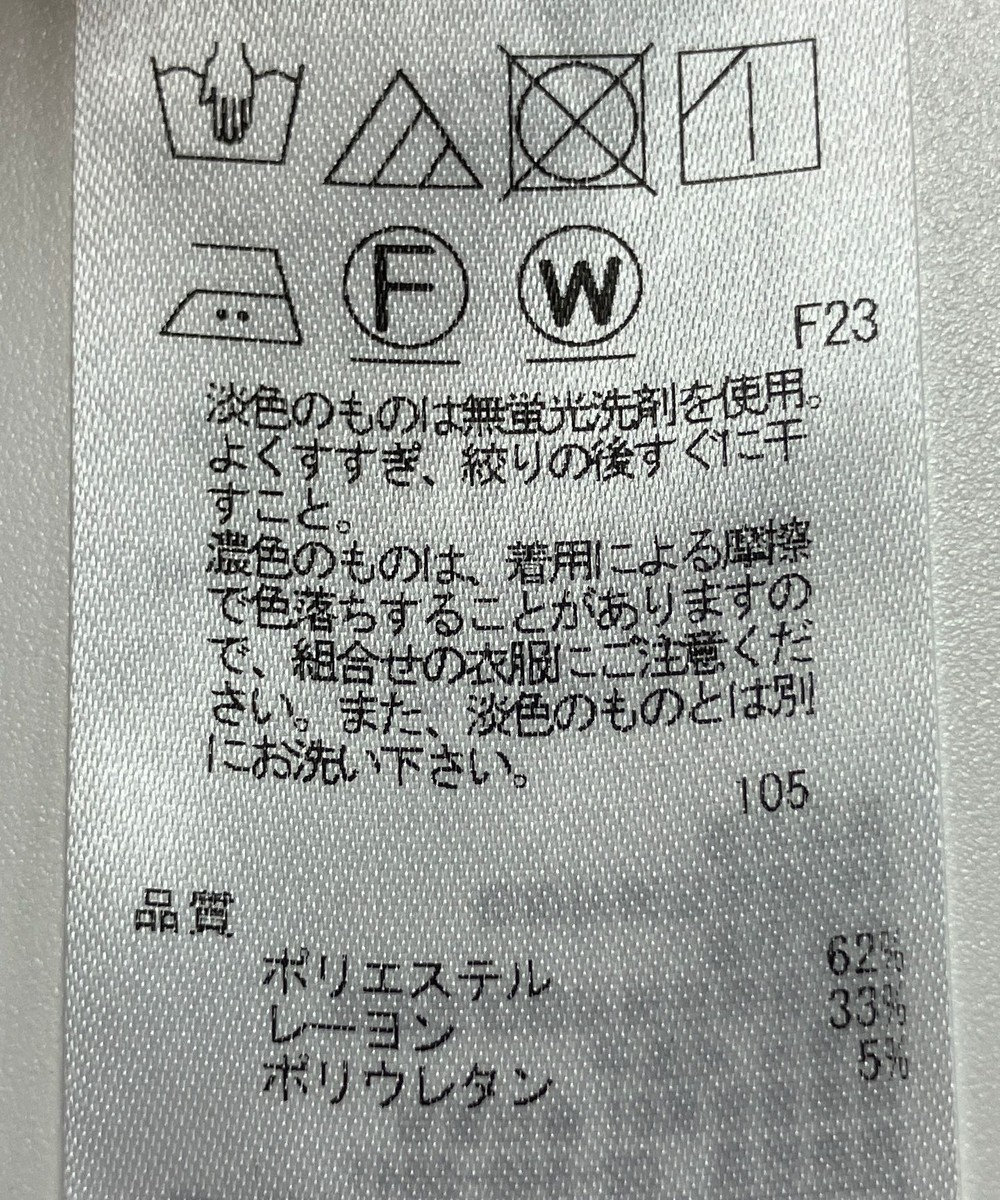 F
W
F23
淡色のものは無蛍光洗剤を使用。
よくすすぎ、絞りの後すぐに干
すこと。
濃色のものは、着用による摩擦
で色落ちすることがありますの
で、組合せの衣服にご注意くだ
さい。また、淡色のものとは別
にお洗い下さい。
105
品質
ポリエステル 62%
レーヨン 33%
ポリウレタン 5%